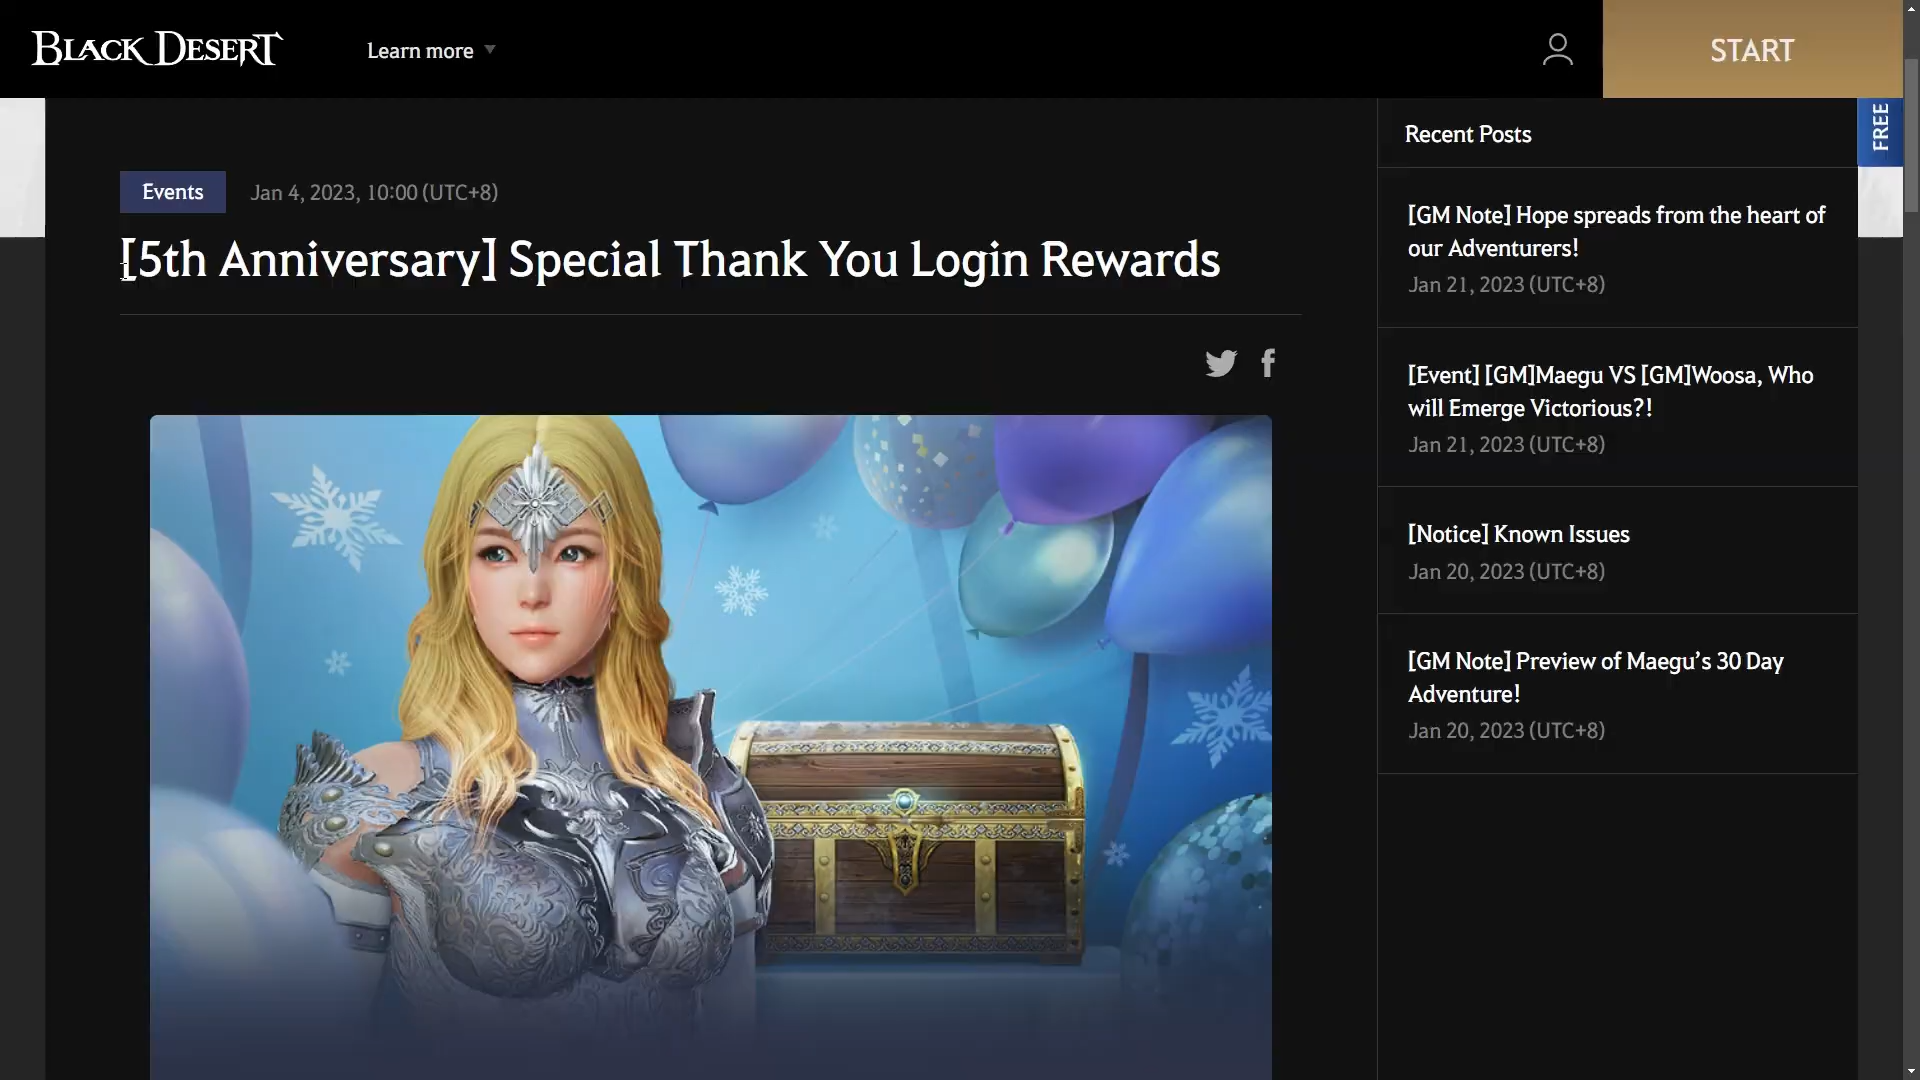 BLACK DESERT
Learn more
START
FREE
Events
Jan 4, 2023, 10:00 (UTC+8)
[5th Anniversary] Special Thank You Login Rewards
Recent Posts
[GM Note] Hope spreads from the heart of
our Adventurers!
Jan 21, 2023 (UTC+8)
[Event] [GM]Maegu VS [GM]Woosa, Who
will Emerge Victorious?!
Jan 21, 2023 (UTC+8)
[Notice] Known Issues
Jan 20, 2023 (UTC+8)
[GM Note] Preview of Maegu’s 30 Day
Adventure!
Jan 20, 2023 (UTC+8)